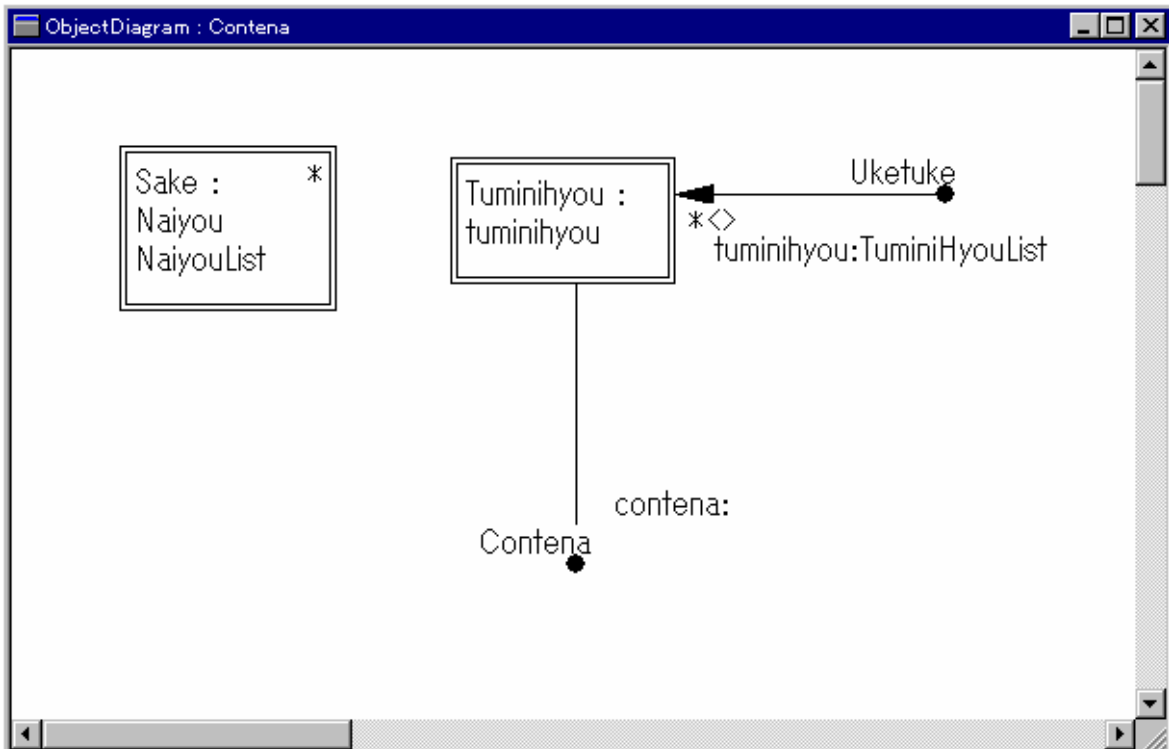 ObjectDiagram : Contena
Sake : *
Naiyou
NaiyouList
Tuminihyou :
tuminihyou
Uketuke
*<>
tuminihyou:TuminiHyouList
contena:
Contena